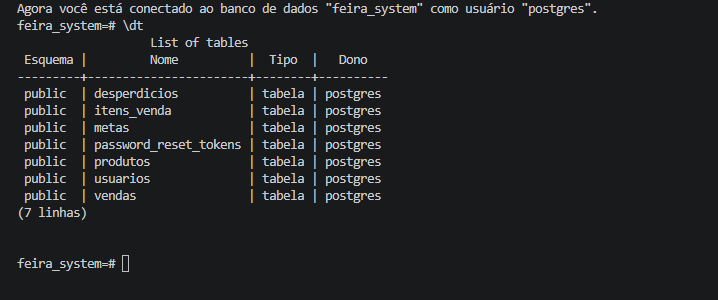 Agora você está conectado ao banco de dados "feira_system" como usuário "postgres".
feira_system=# \dt
                  List of tables
 Esquema |         Nome          |  Tipo  |   Dono
---------+-----------------------+--------+----------
 public  | desperdicios          | tabela | postgres
 public  | itens_venda           | tabela | postgres
 public  | metas                 | tabela | postgres
 public  | password_reset_tokens | tabela | postgres
 public  | produtos              | tabela | postgres
 public  | usuarios              | tabela | postgres
 public  | vendas                | tabela | postgres
(7 linhas)
feira_system=#